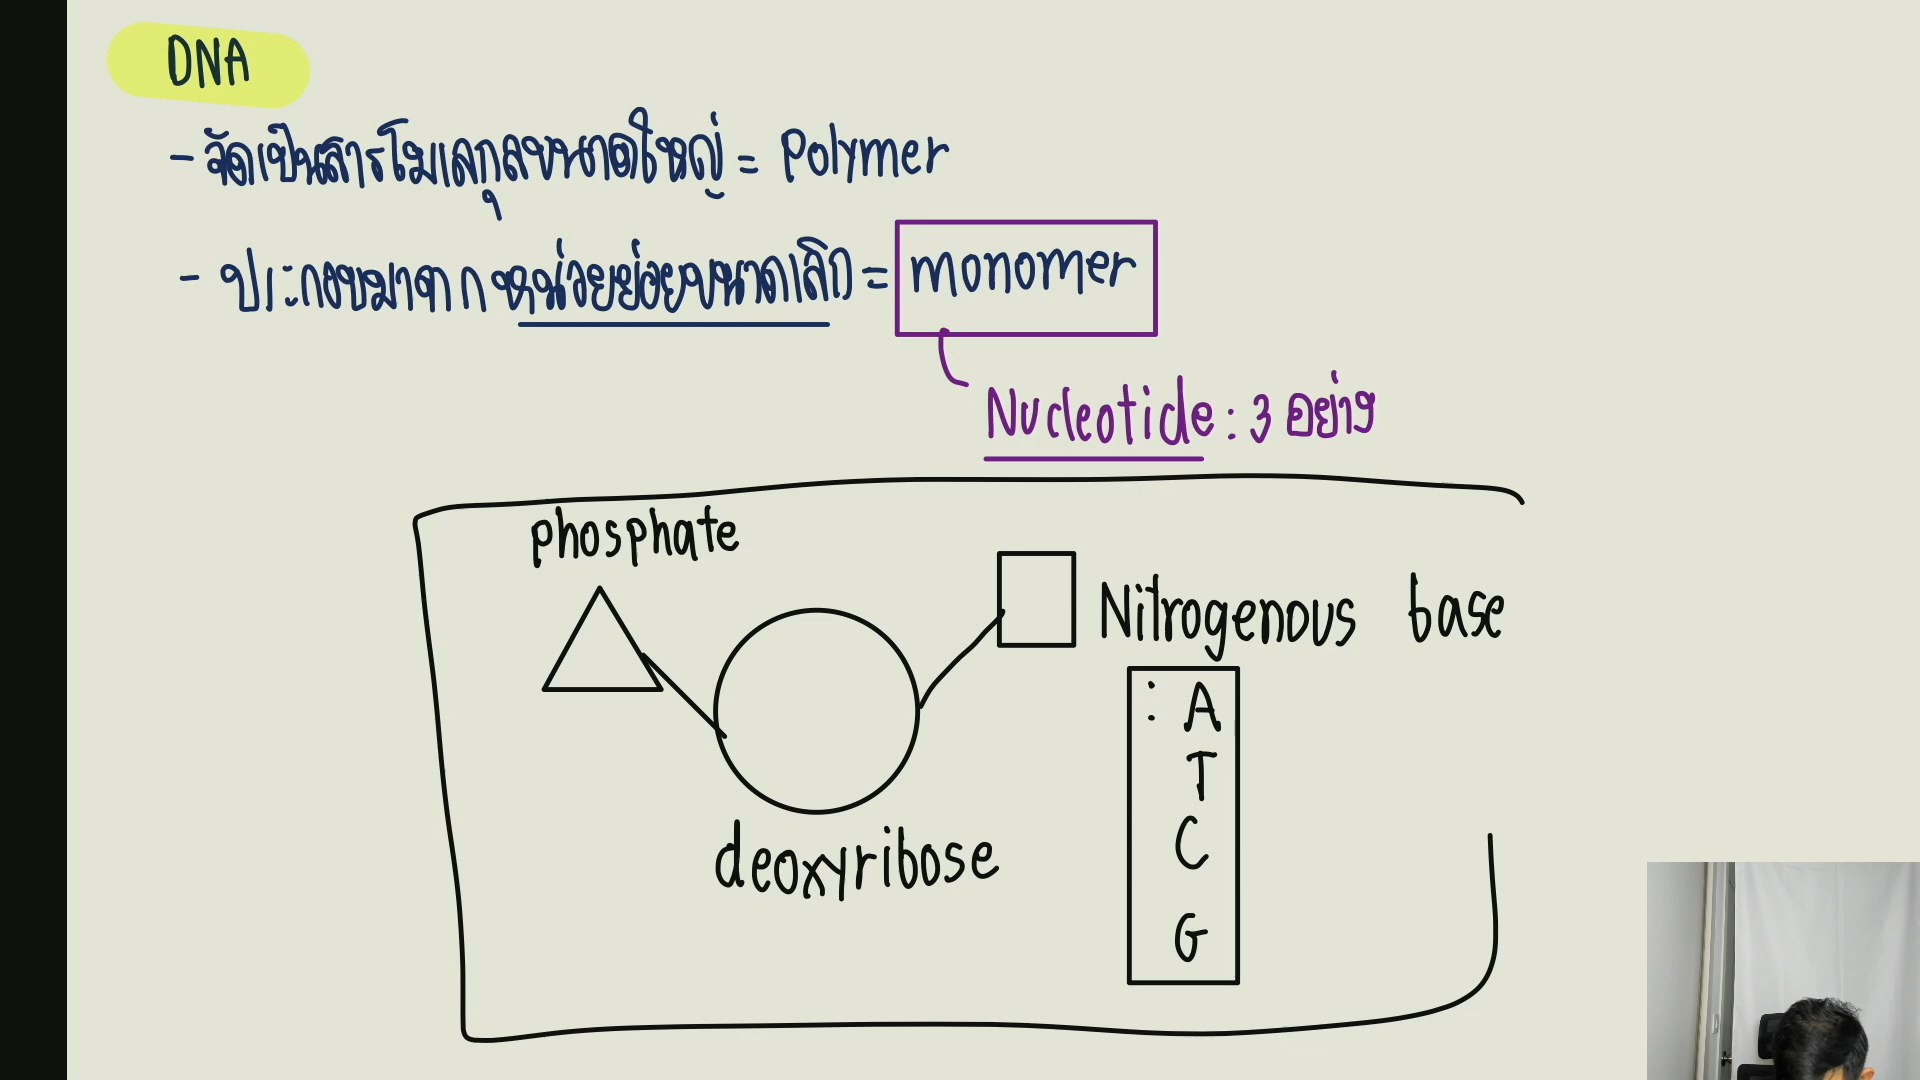 DNA
- จัดเป็นสารโมเลกุลขนาดใหญ่ = Polymer
- ประกอบมาจาก หน่วยย่อยขนาดเล็ก = monomer
Nucleotide : 3 อย่าง
phosphate
Nitrogenous base
: A
T
C
G
deoxyribose